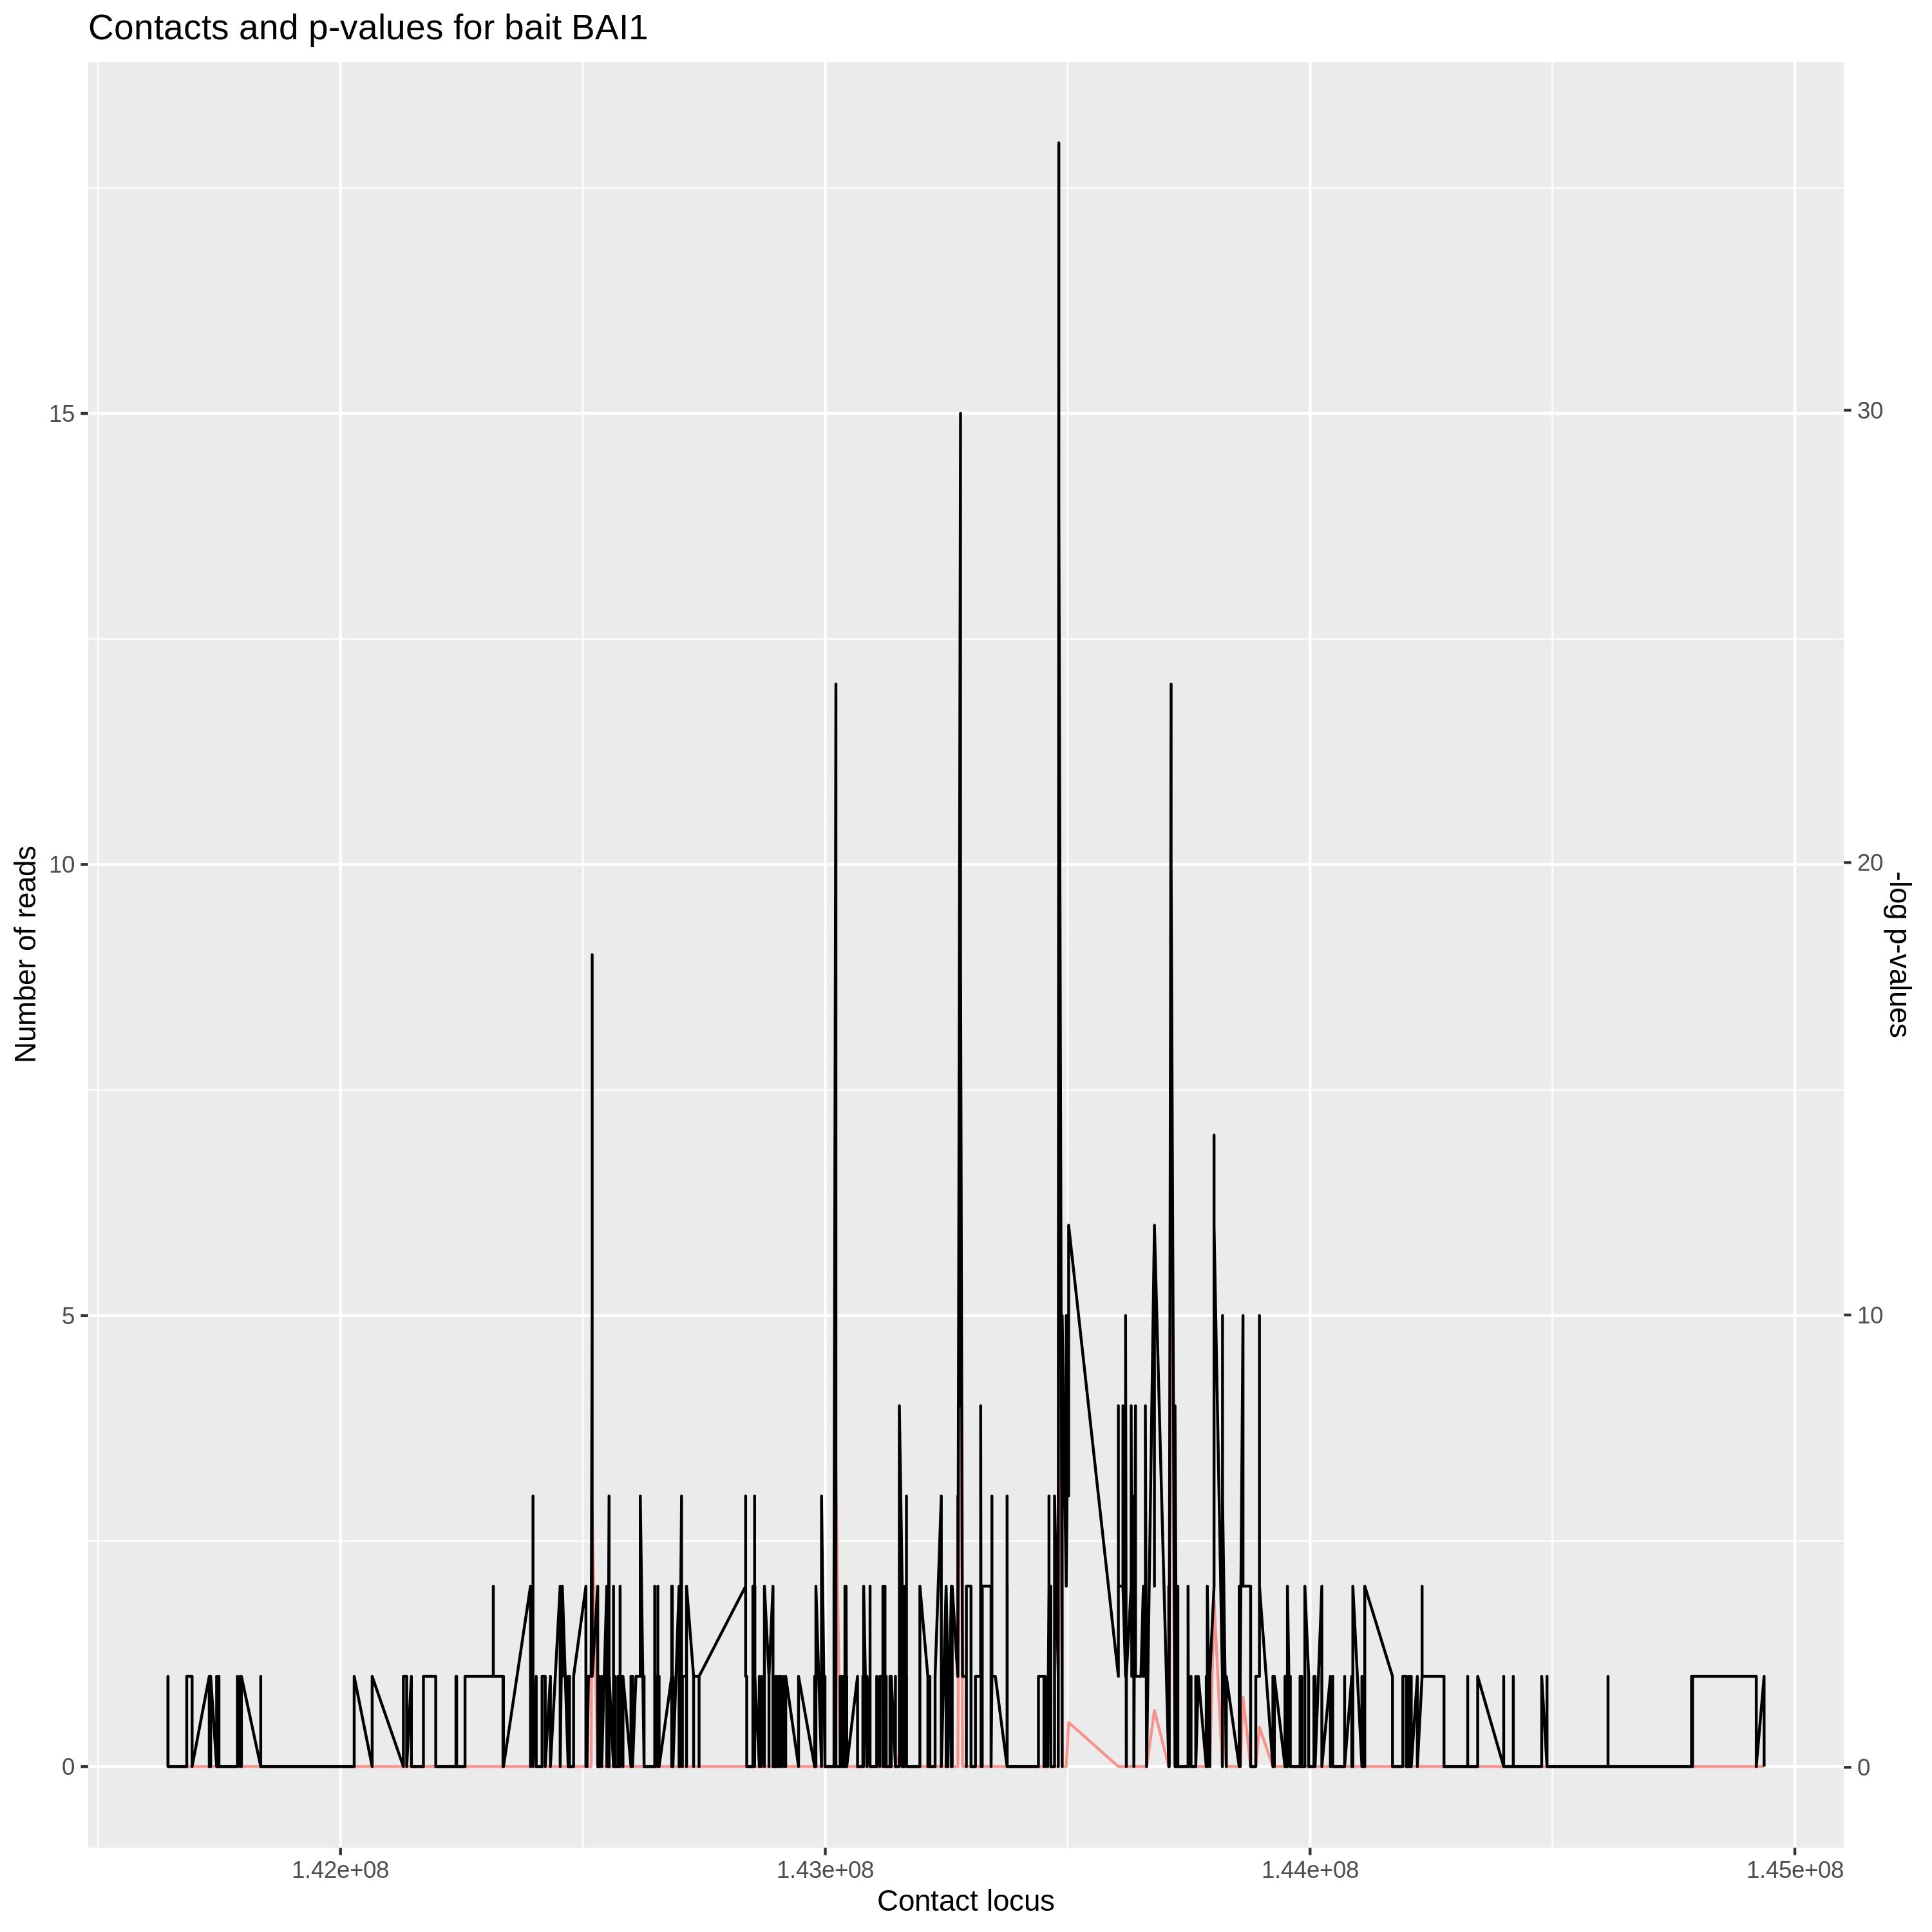 Contacts and p-values for bait BAI1
15
10
5
0
Number of reads
30
20
10
0
-log p-values
1.42e+08
1.43e+08
1.44e+08
1.45e+08
Contact locus